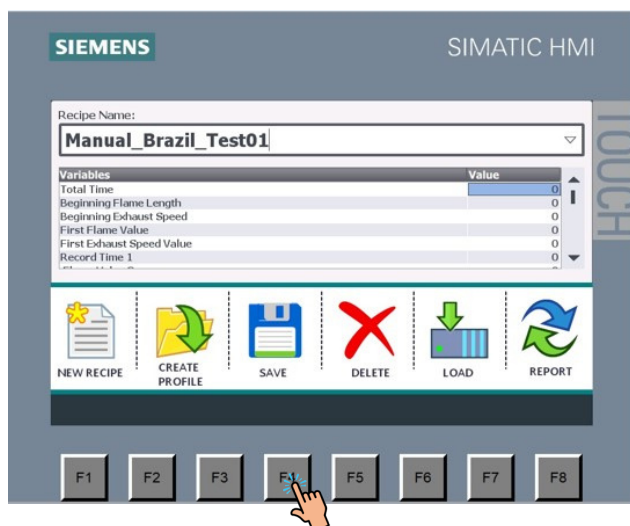 SIEMENS
SIMATIC HMI
TOUCH
Recipe Name:
Manual_Brazil_Test01
Variables Value
Total Time 0
Beginning Flame Length 0
Beginning Exhaust Speed 0
First Flame Value 0
First Exhaust Speed Value 0
Record Time 1 0
NEW RECIPE
CREATE
PROFILE
SAVE
DELETE
LOAD
REPORT
F1 F2 F3 F4 F5 F6 F7 F8